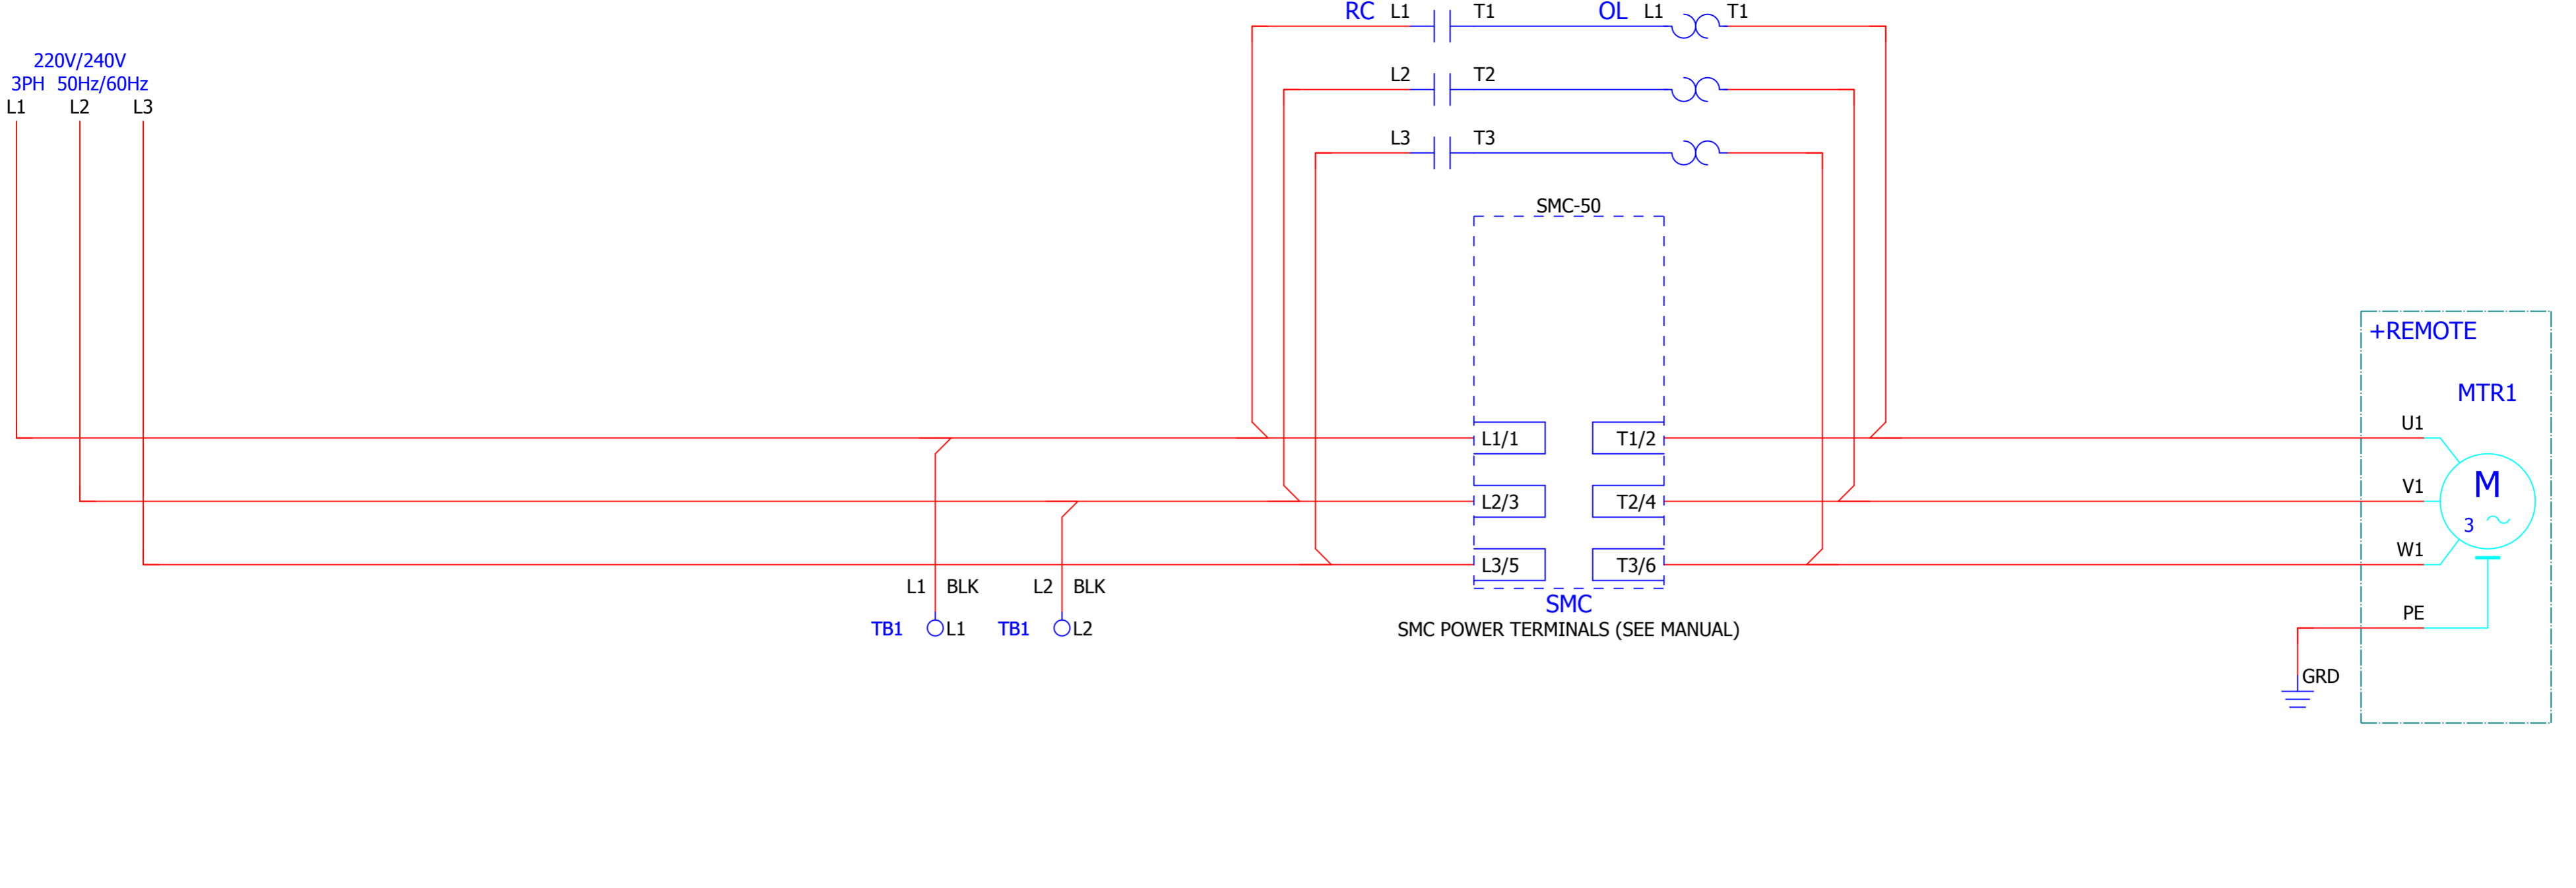 RC L1 T1 OL L1 T1
220V/240V
3PH 50Hz/60Hz
L1 L2 L3
L2 T2
L3 T3
SMC-50
+REMOTE
MTR1
L1/1 T1/2 U1
L2/3 T2/4 V1
M
3
L3/5 T3/6 W1
L1 BLK L2 BLK
SMC
PE
TB1 L1 TB1 L2
SMC POWER TERMINALS (SEE MANUAL)
GRD